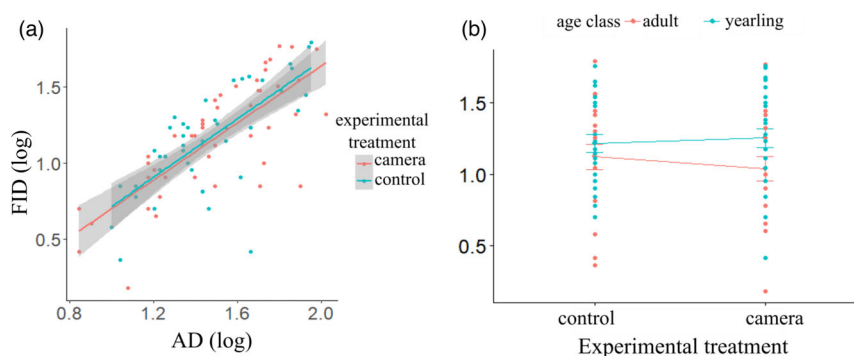 (a)
FID (log)
1.5
1.0
0.5
0.8 1.2 1.6 2.0
AD (log)
experimental
treatment
camera
control
(b)
age class adult yearling
1.5
1.0
0.5
control camera
Experimental treatment